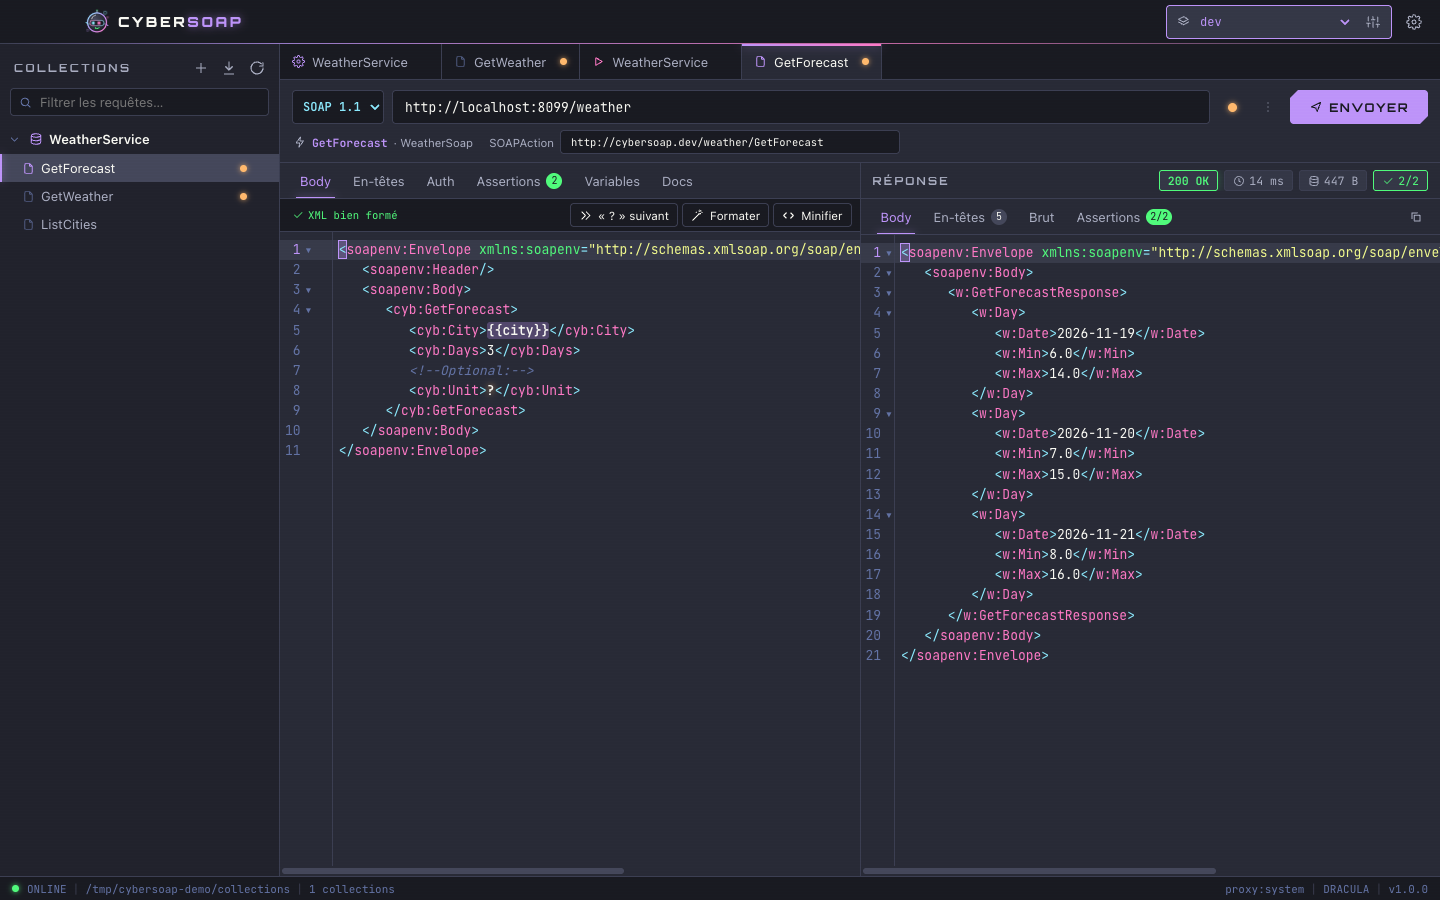 CYBERSOAP
dev
COLLECTIONS
Filtrer les requêtes...
WeatherService
GetForecast
GetWeather
ListCities
WeatherService
GetWeather
WeatherService
GetForecast
SOAP 1.1
http://localhost:8099/weather
ENVOYER
GetForecast · WeatherSoap
SOAPAction
http://cybersoap.dev/weather/GetForecast
Body
En-têtes
Auth
Assertions 2
Variables
Docs
XML bien formé
« ? » suivant
Formater
Minifier
1 <soapenv:Envelope xmlns:soapenv="http://schemas.xmlsoap.org/soap/en
2 <soapenv:Header/>
3 <soapenv:Body>
4 <cyb:GetForecast>
5 <cyb:City>{{city}}</cyb:City>
6 <cyb:Days>3</cyb:Days>
7 <!--Optional:-->
8 <cyb:Unit>?</cyb:Unit>
9 </cyb:GetForecast>
10 </soapenv:Body>
11 </soapenv:Envelope>
RÉPONSE
200 OK
14 ms
447 B
2/2
Body
En-têtes 5
Brut
Assertions 2/2
1 <soapenv:Envelope xmlns:soapenv="http://schemas.xmlsoap.org/soap/enve
2 <soapenv:Body>
3 <w:GetForecastResponse>
4 <w:Day>
5 <w:Date>2026-11-19</w:Date>
6 <w:Min>6.0</w:Min>
7 <w:Max>14.0</w:Max>
8 </w:Day>
9 <w:Day>
10 <w:Date>2026-11-20</w:Date>
11 <w:Min>7.0</w:Min>
12 <w:Max>15.0</w:Max>
13 </w:Day>
14 <w:Day>
15 <w:Date>2026-11-21</w:Date>
16 <w:Min>8.0</w:Min>
17 <w:Max>16.0</w:Max>
18 </w:Day>
19 </w:GetForecastResponse>
20 </soapenv:Body>
21 </soapenv:Envelope>
ONLINE | /tmp/cybersoap-demo/collections | 1 collections
proxy:system | DRACULA | v1.0.0